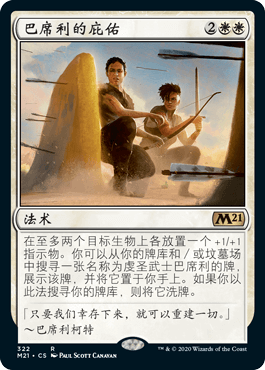 巴席利的庇佑 2
法术 M21
在至多两个目标生物上各放置一个 +1/+1
指示物。你可以从你的牌库和/或坟墓场
中搜寻一张名称为虔圣武士巴席利的牌,
展示该牌,并将它置于你手上。如果你以
此法搜寻你的牌库,则将它洗牌。
「只要我们幸存下来,就可以重建一切。」
~巴席利柯特
322 R
M21 • CS PAUL SCOTT CANAVAN
™ & © 2020 Wizards of the Coast